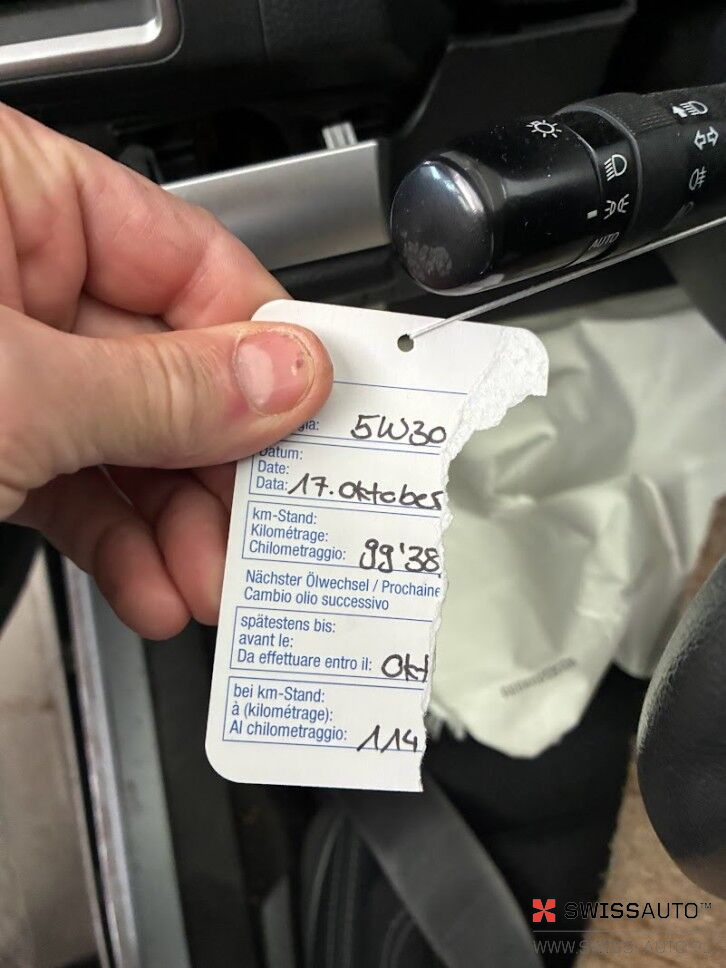 5W30
Datum:
Date:
Data: 17. Oktober
km-Stand:
Kilométrage:
Chilometraggio: 99'38
Nächster Ölwechsel / Prochaine
Cambio olio successivo
spätestens bis:
avant le:
Da effettuare entro il: Okt
bei km-Stand:
à (kilométrage):
Al chilometraggio: 114
AUTO
SWISSAUTO™